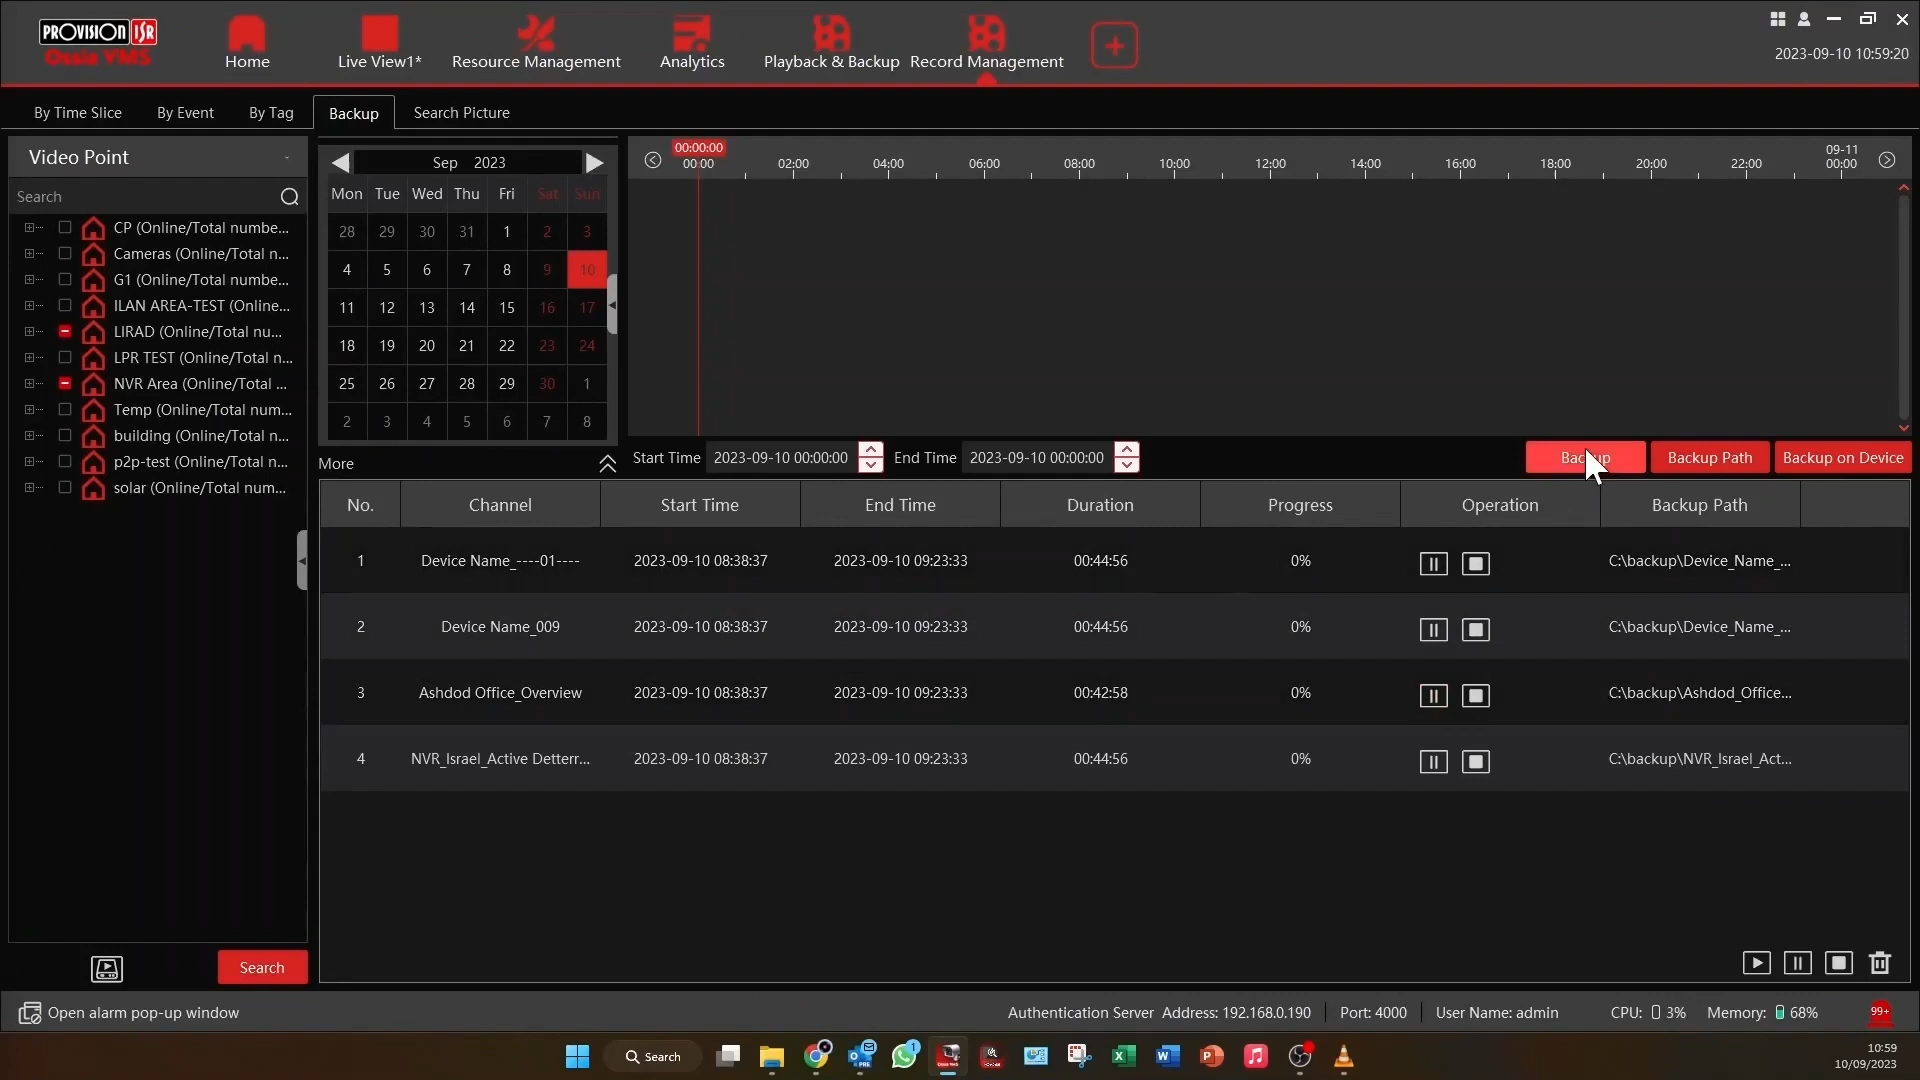 PROVISION ISR
Ossia VMS
Home
Live View1*
Resource Management
Analytics
Playback & Backup
Record Management
2023-09-10 10:59:20
By Time Slice
By Event
By Tag
Backup
Search Picture
Video Point
Search
CP (Online/Total numbe...
Cameras (Online/Total n...
G1 (Online/Total numbe...
ILAN AREA-TEST (Online...
LIRAD (Online/Total nu...
LPR TEST (Online/Total n...
NVR Area (Online/Total ...
Temp (Online/Total num...
building (Online/Total n...
p2p-test (Online/Total n...
solar (Online/Total num...
Search
Sep 2023
Mon Tue Wed Thu Fri Sat Sun
28 29 30 31 1 2 3
4 5 6 7 8 9 10
11 12 13 14 15 16 17
18 19 20 21 22 23 24
25 26 27 28 29 30 1
2 3 4 5 6 7 8
More
00:00:00
09-11
00:00 02:00 04:00 06:00 08:00 10:00 12:00 14:00 16:00 18:00 20:00 22:00 00:00
Start Time 2023-09-10 00:00:00 End Time 2023-09-10 00:00:00
Backup
Backup Path
Backup on Device
No. Channel Start Time End Time Duration Progress Operation Backup Path
1 Device Name_----01---- 2023-09-10 08:38:37 2023-09-10 09:23:33 00:44:56 0% C:\backup\Device_Name_...
2 Device Name_009 2023-09-10 08:38:37 2023-09-10 09:23:33 00:44:56 0% C:\backup\Device_Name_...
3 Ashdod Office_Overview 2023-09-10 08:38:37 2023-09-10 09:23:33 00:42:58 0% C:\backup\Ashdod_Office...
4 NVR_Israel_Active Detterr... 2023-09-10 08:38:37 2023-09-10 09:23:33 00:44:56 0% C:\backup\NVR_Israel_Act...
Open alarm pop-up window
Authentication Server Address: 192.168.0.190
Port: 4000
User Name: admin
CPU: 3%
Memory: 68%
99+
Search
PRE
1
10:59
10/09/2023